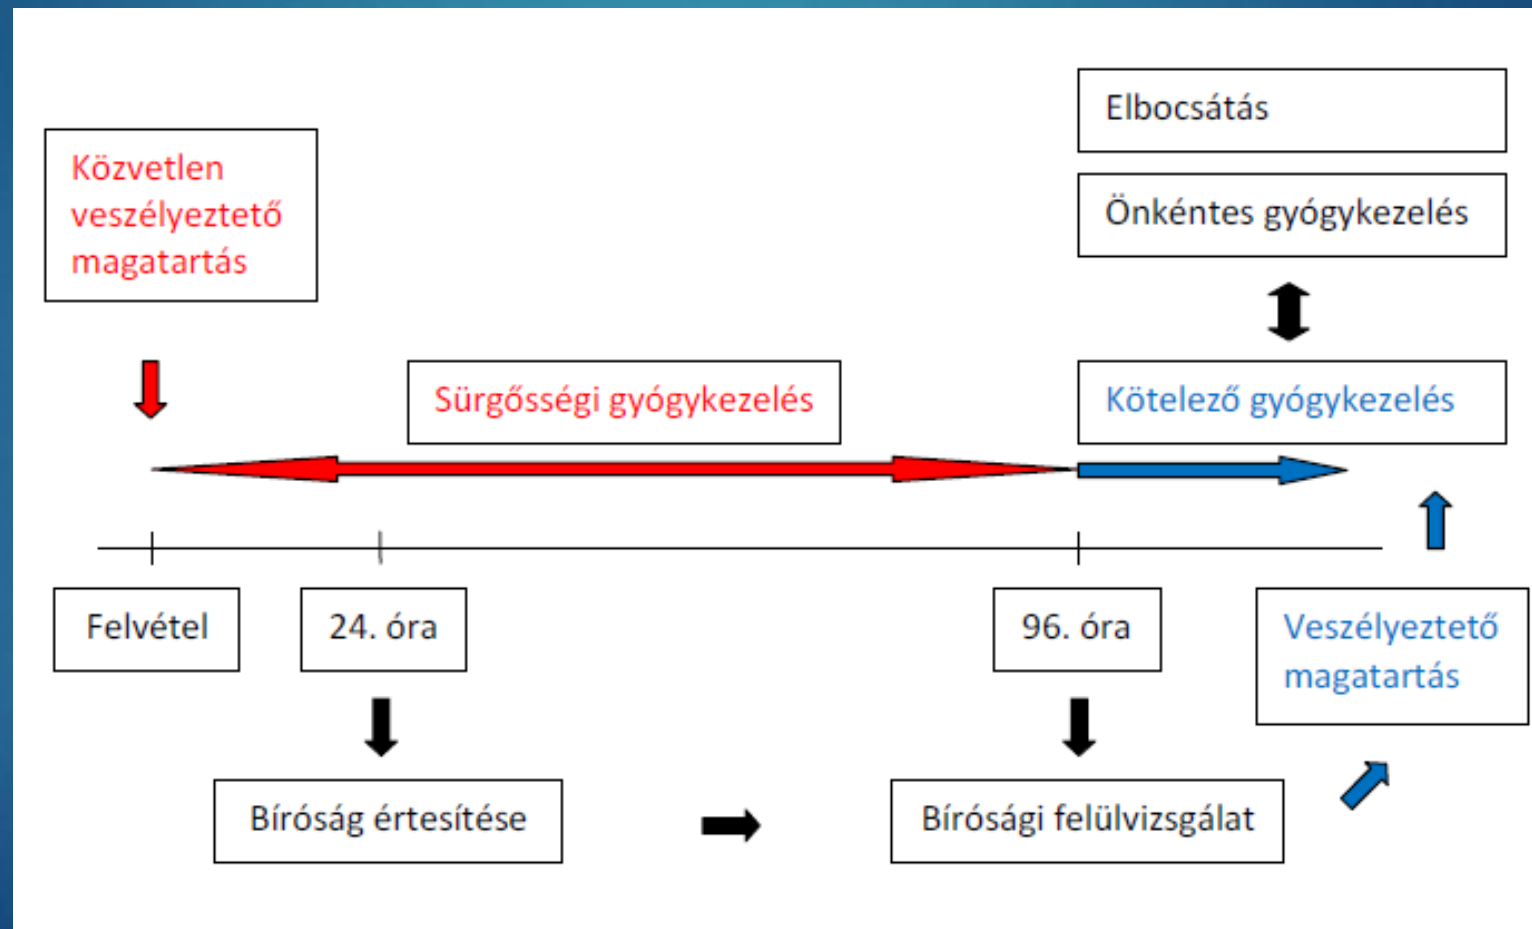 Közvetlen
veszélyeztető
magatartás
Elbocsátás
Önkéntes gyógykezelés
Sürgősségi gyógykezelés
Kötelező gyógykezelés
Felvétel
24. óra
96. óra
Veszélyeztető
magatartás
Bíróság értesítése
Bírósági felülvizsgálat